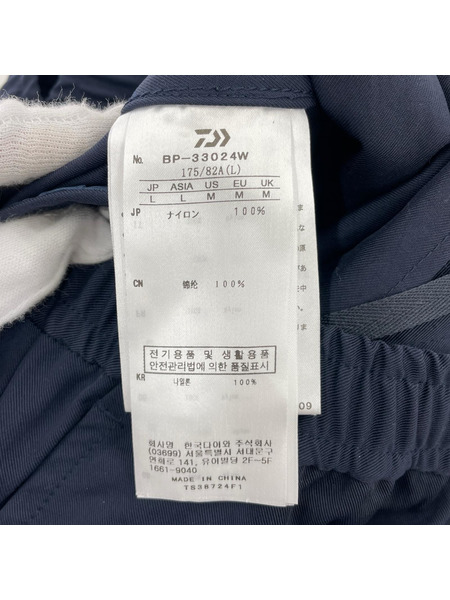 No. BP-33024W
175/82A(L)
JP ASIA US EU UK
L L M M M
JP ナイロン 100%
CN 锦纶 100%
전기용품 및 생활용품
안전관리법에 의한 품질표시
KR 나일론 100%
회사명 한국다이와 주식회사
(03699) 서울특별시 서대문구
연희로 141, 유아빌딩 2F-5F
1661-9040
MADE IN CHINA
TS38724F1
09